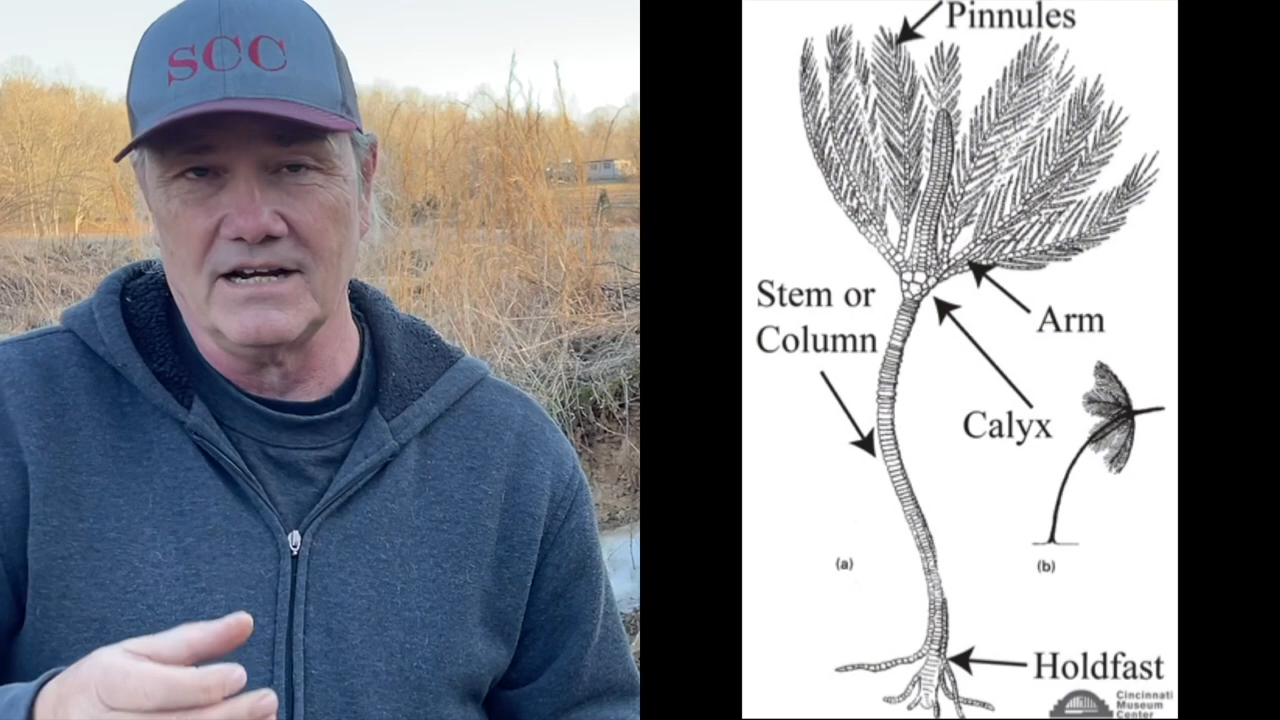 SCC
Pinnules
Stem or
Column
Arm
Calyx
(a)
(b)
Holdfast
Cincinnati
Museum
Center